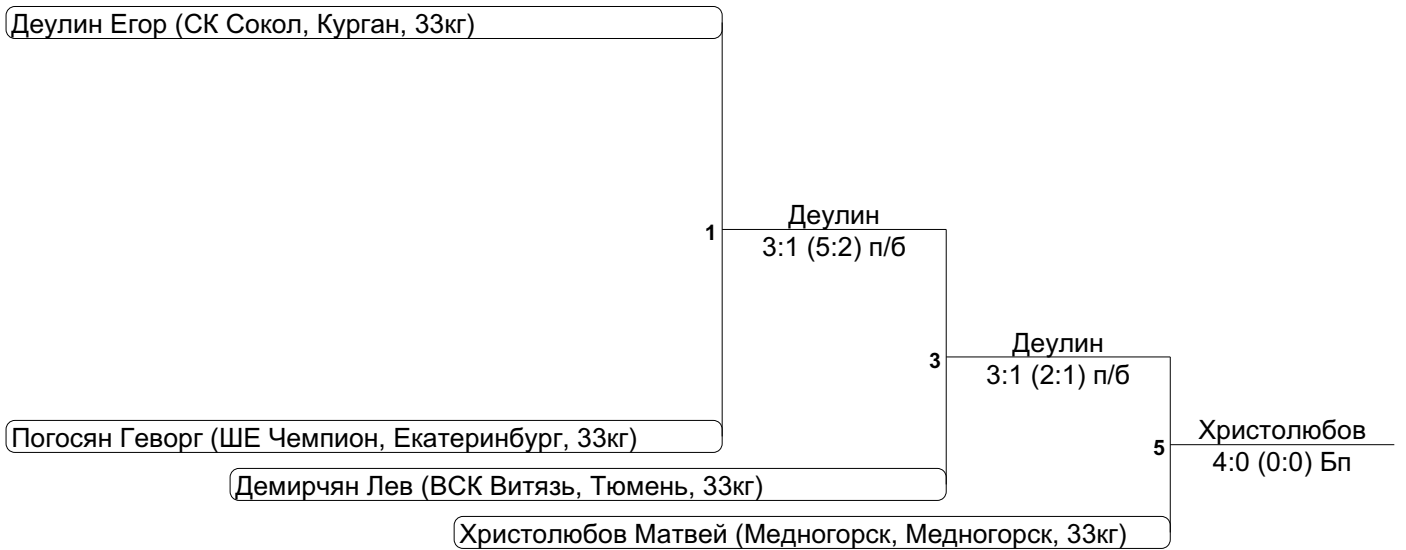 Деулин Егор (СК Сокол, Курган, 33кг)
1
Деулин
3:1 (5:2) п/б
3
Деулин
3:1 (2:1) п/б
Погосян Геворг (ШЕ Чемпион, Екатеринбург, 33кг)
5
Христолюбов
4:0 (0:0) Бп
Демирчян Лев (ВСК Витязь, Тюмень, 33кг)
Христолюбов Матвей (Медногорск, Медногорск, 33кг)